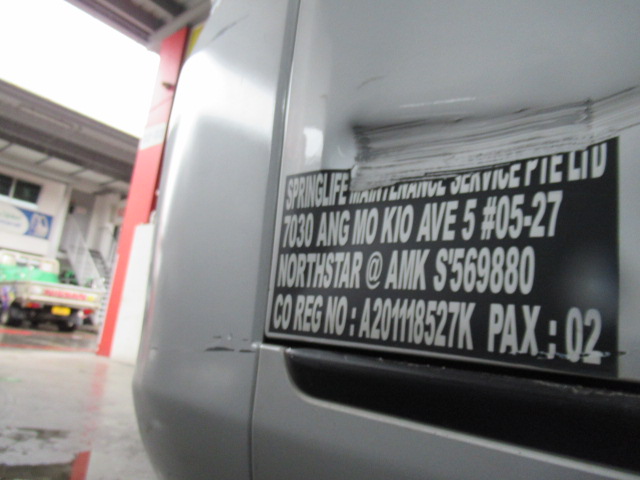 SPRINGLIFE MAINTENANCE SERVICE PTE LTD
7030 ANG MO KIO AVE 5 #05-27
NORTHSTAR @ AMK S'569880
CO REG NO : A201118527K PAX : 02